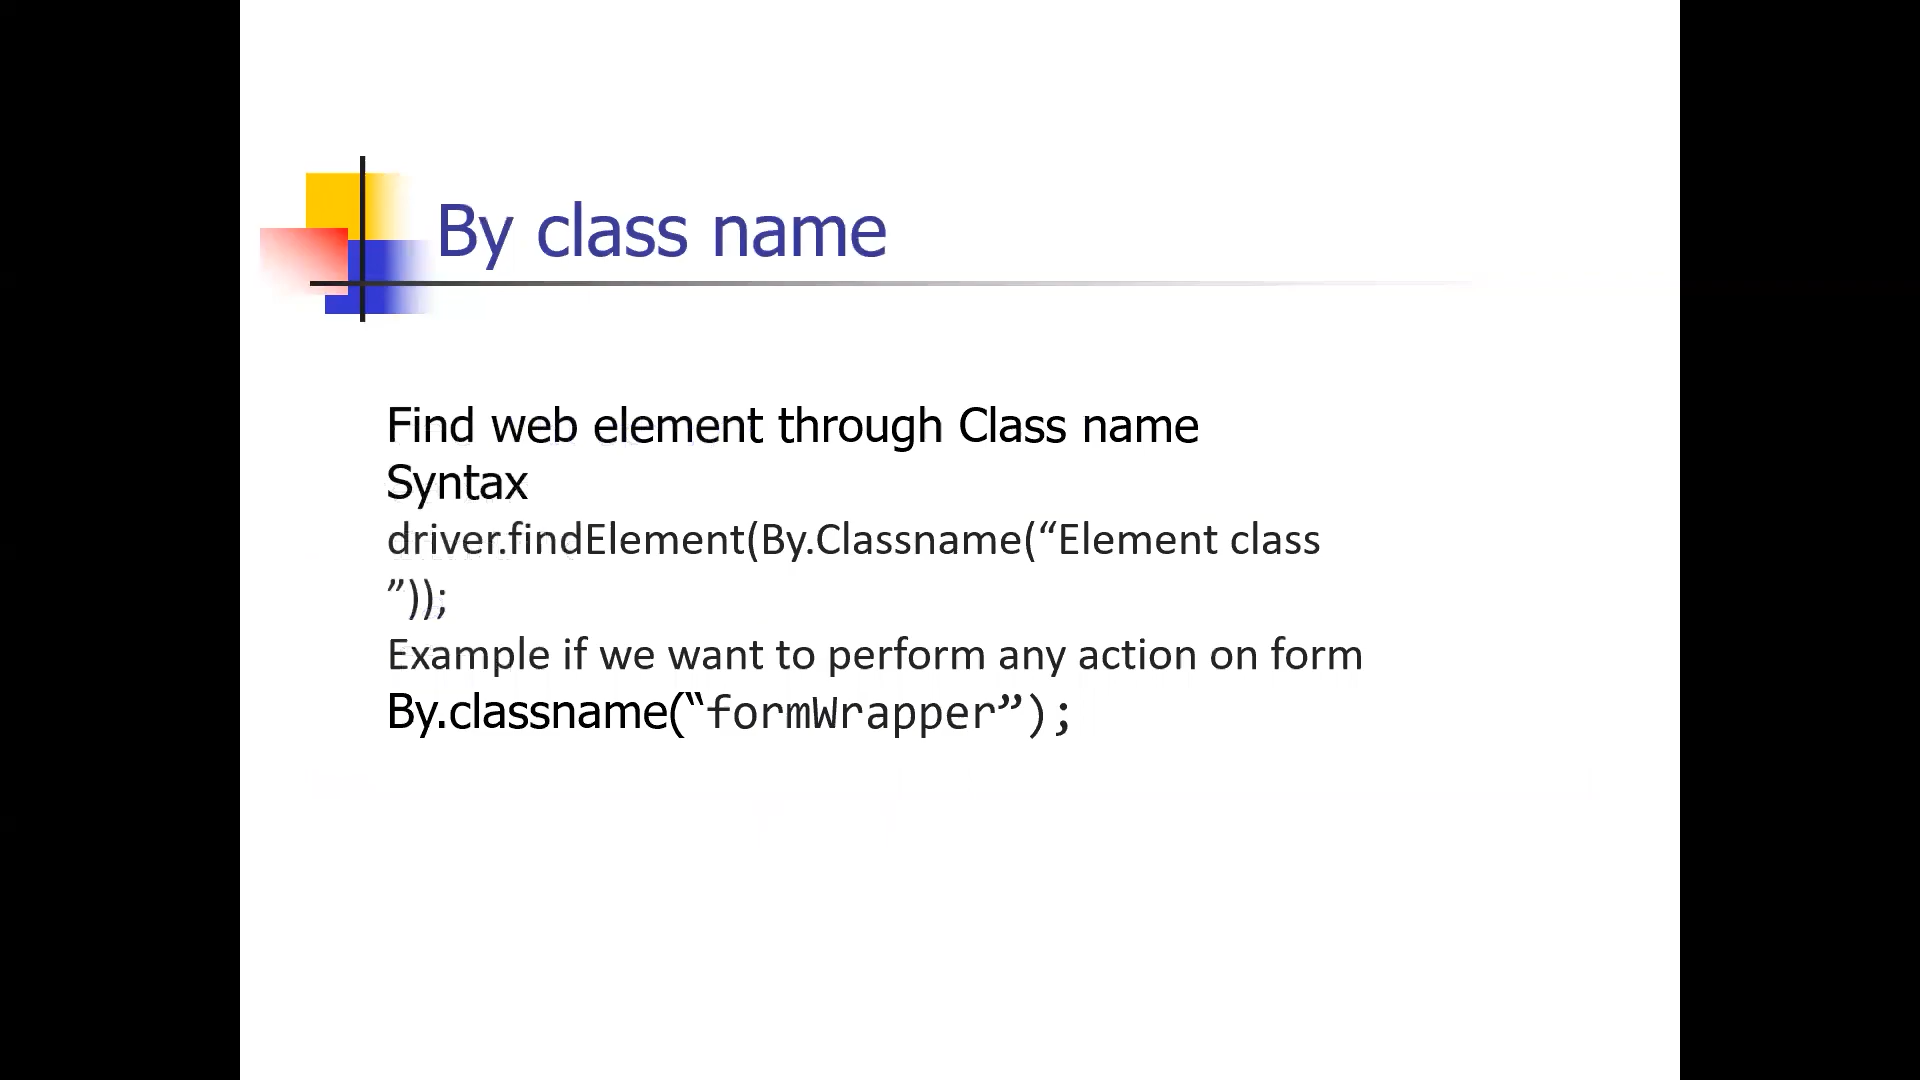 By class name
Find web element through Class name
Syntax
driver.findElement(By.Classname(“Element class
”));
Example if we want to perform any action on form
By.classname(“formWrapper”);